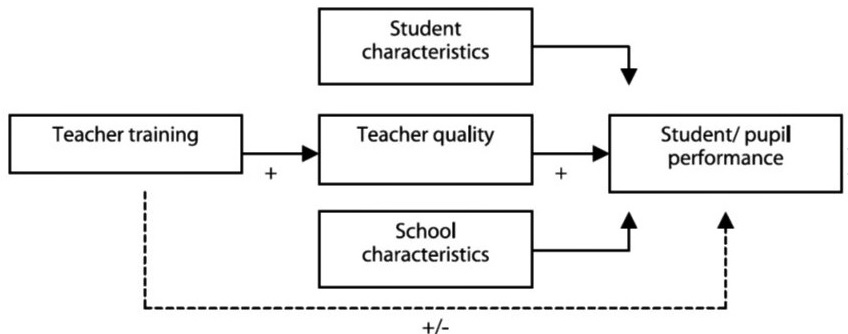 Student
characteristics
Teacher training
+
Teacher quality
+
Student/ pupil
performance
School
characteristics
+/-